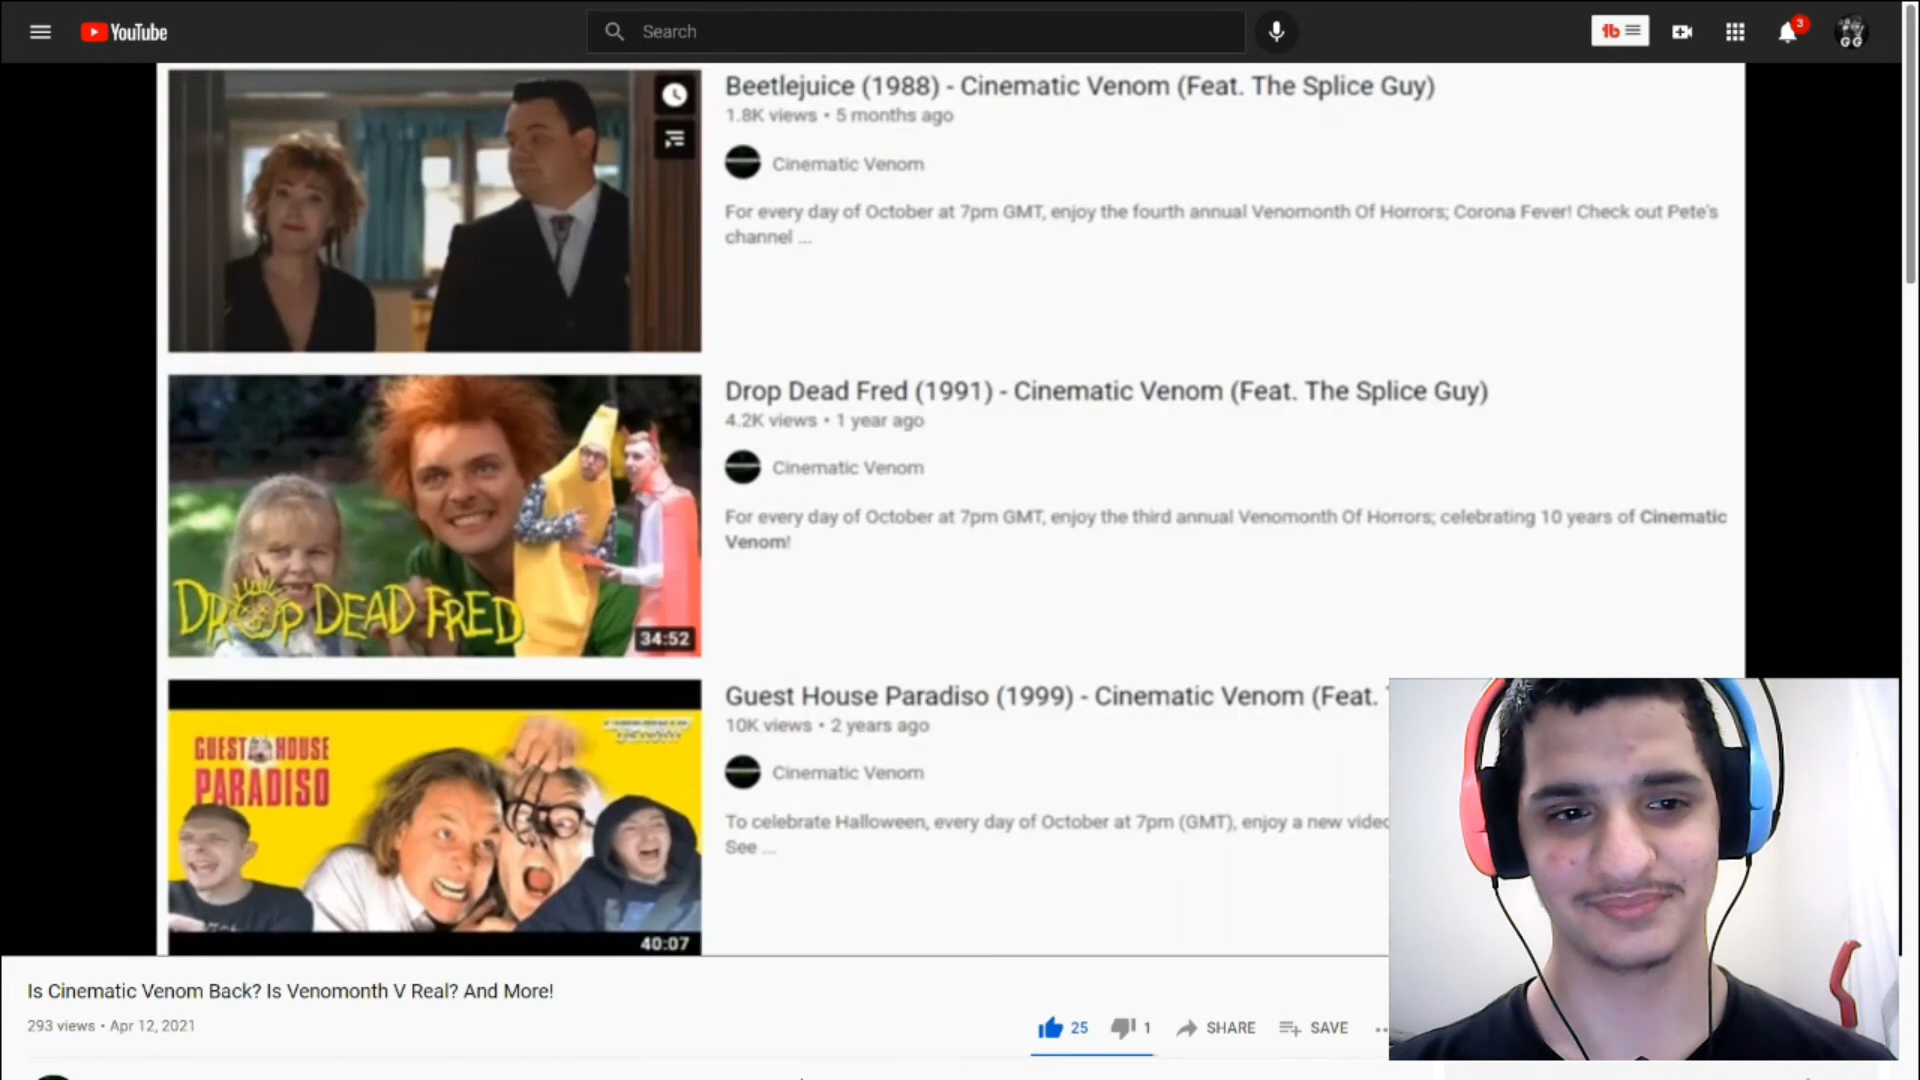 YouTube
Search
3
GG
Beetlejuice (1988) - Cinematic Venom (Feat. The Splice Guy)
1.8K views • 5 months ago
Cinematic Venom
For every day of October at 7pm GMT, enjoy the fourth annual Venomonth Of Horrors; Corona Fever! Check out Pete's
channel ...
DROP DEAD FRED
34:52
Drop Dead Fred (1991) - Cinematic Venom (Feat. The Splice Guy)
4.2K views • 1 year ago
Cinematic Venom
For every day of October at 7pm GMT, enjoy the third annual Venomonth Of Horrors; celebrating 10 years of Cinematic
Venom!
GUEST HOUSE
PARADISO
40:07
Guest House Paradiso (1999) - Cinematic Venom (Feat.
10K views • 2 years ago
Cinematic Venom
To celebrate Halloween, every day of October at 7pm (GMT), enjoy a new video
See ...
Is Cinematic Venom Back? Is Venomonth V Real? And More!
293 views • Apr 12, 2021
25
1
SHARE
SAVE